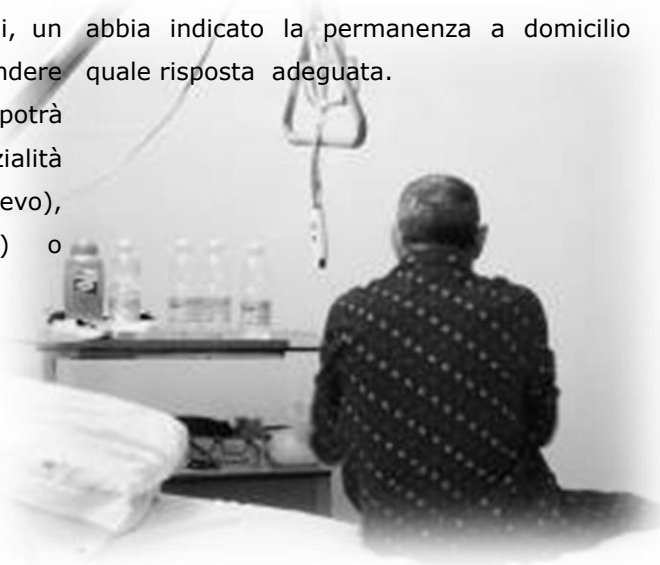 i, un
ndere
potrà
zialità
evo),
) o
abbia indicato la permanenza a domicilio
quale risposta adeguata.